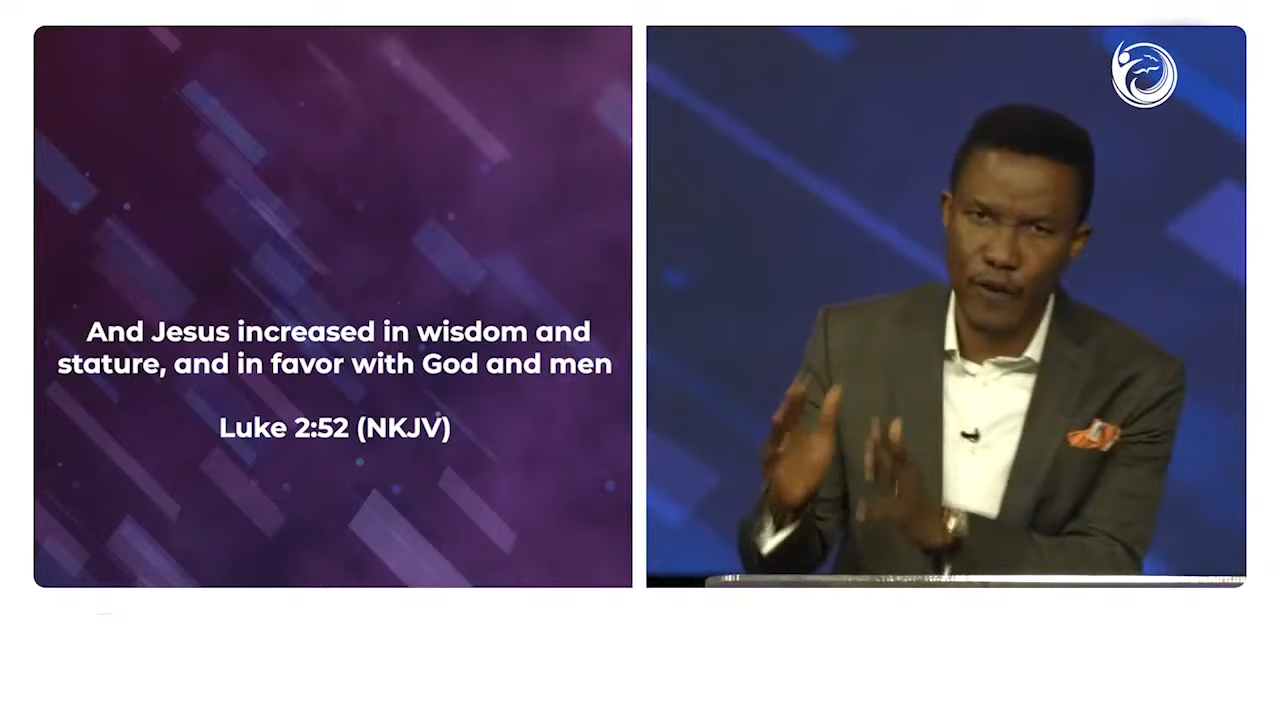 And Jesus increased in wisdom and
stature, and in favor with God and men
Luke 2:52 (NKJV)